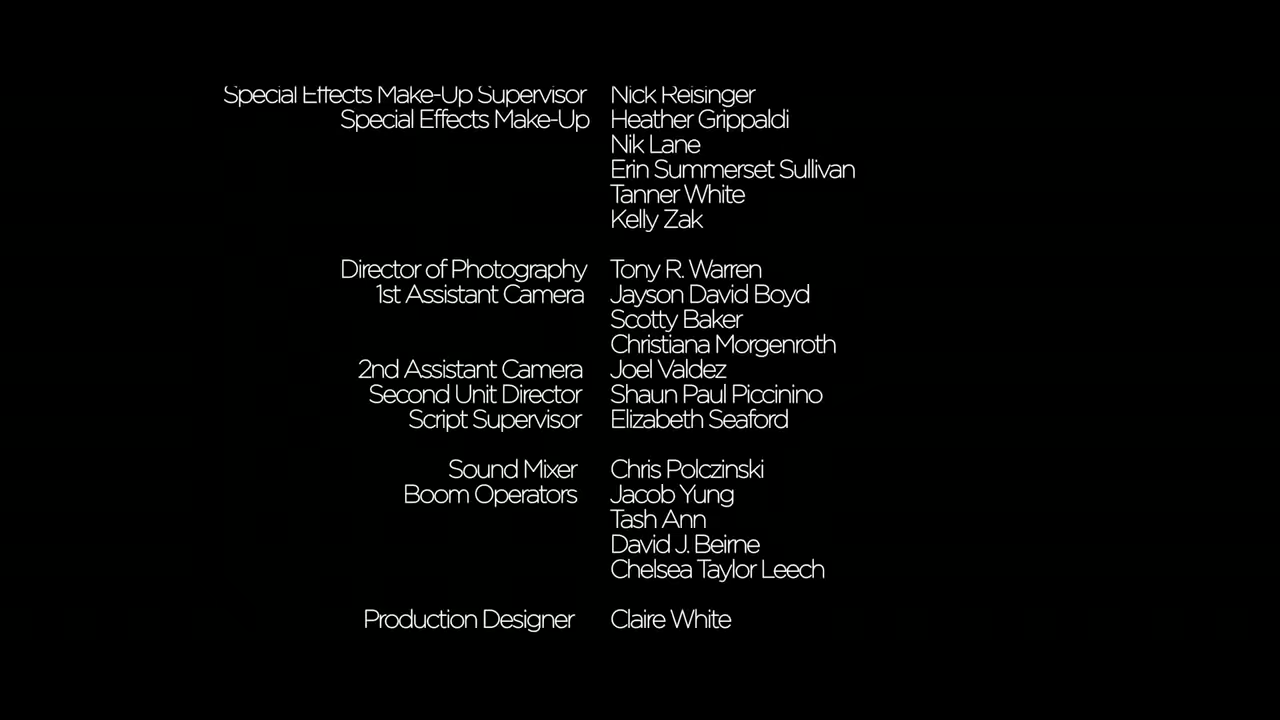 Special Effects Make-Up Supervisor Nick Reisinger
Special Effects Make-Up Heather Grippaldi
Nik Lane
Erin Summerset Sullivan
Tanner White
Kelly Zak
Director of Photography Tony R. Warren
1st Assistant Camera Jayson David Boyd
Scotty Baker
Christiana Morgenroth
2nd Assistant Camera Joel Valdez
Second Unit Director Shaun Paul Piccinino
Script Supervisor Elizabeth Seaford
Sound Mixer Chris Polczinski
Boom Operators Jacob Yung
Tash Ann
David J. Beirne
Chelsea Taylor Leech
Production Designer Claire White